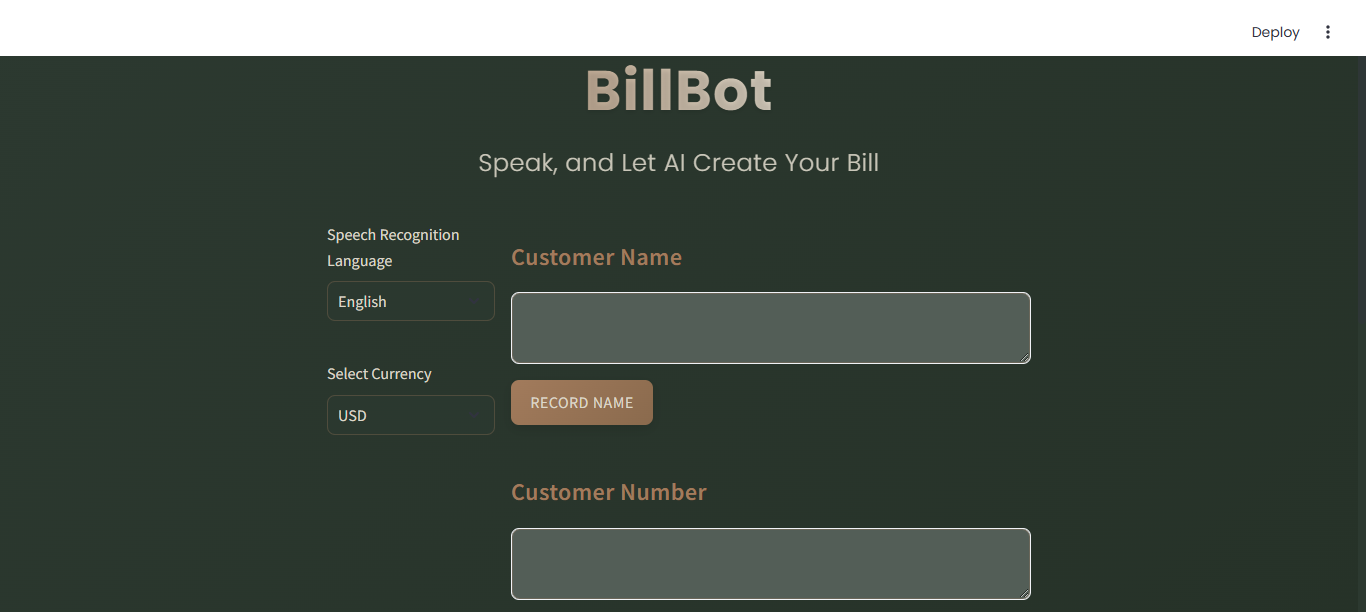 Deploy
BillBot
Speak, and Let AI Create Your Bill
Speech Recognition
Language
English
Select Currency
USD
Customer Name
RECORD NAME
Customer Number